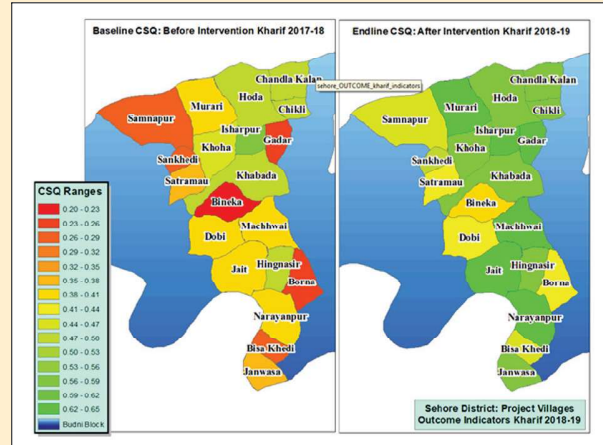 Baseline CSQ: Before Intervention Kharif 2017-18
Chandla Kalan
Hoda
Murari
Chikli
Samnapur
Isharpur
Gadar
Khoha
Sankhedi
Satramau
Khabada
Bineka
Machhwai
Dobi
Hingnasir
Jait
Borna
Narayanpur
Bisa Khedi
Janwasa
CSQ Ranges
0.20 - 0.23
0.23 - 0.26
0.26 - 0.29
0.29 - 0.32
0.32 - 0.35
0.35 - 0.38
0.38 - 0.41
0.41 - 0.44
0.44 - 0.47
0.47 - 0.50
0.50 - 0.53
0.53 - 0.56
0.56 - 0.59
0.59 - 0.62
0.62 - 0.65
Budni Block
Endline CSQ: After Intervention Kharif 2018-19
Chandla Kalan
sehore_OUTCOME_kharif_indicators
Hoda
Murari
Chikli
Samnapur
Isharpur
Gadar
Khoha
Sankhedi
Khabada
Satramau
Bineka
Machhwai
Dobi
Hingnasir
Jait
Borna
Narayanpur
Bisa Khedi
Janwasa
Sehore District: Project Villages
Outcome Indicators Kharif 2018-19